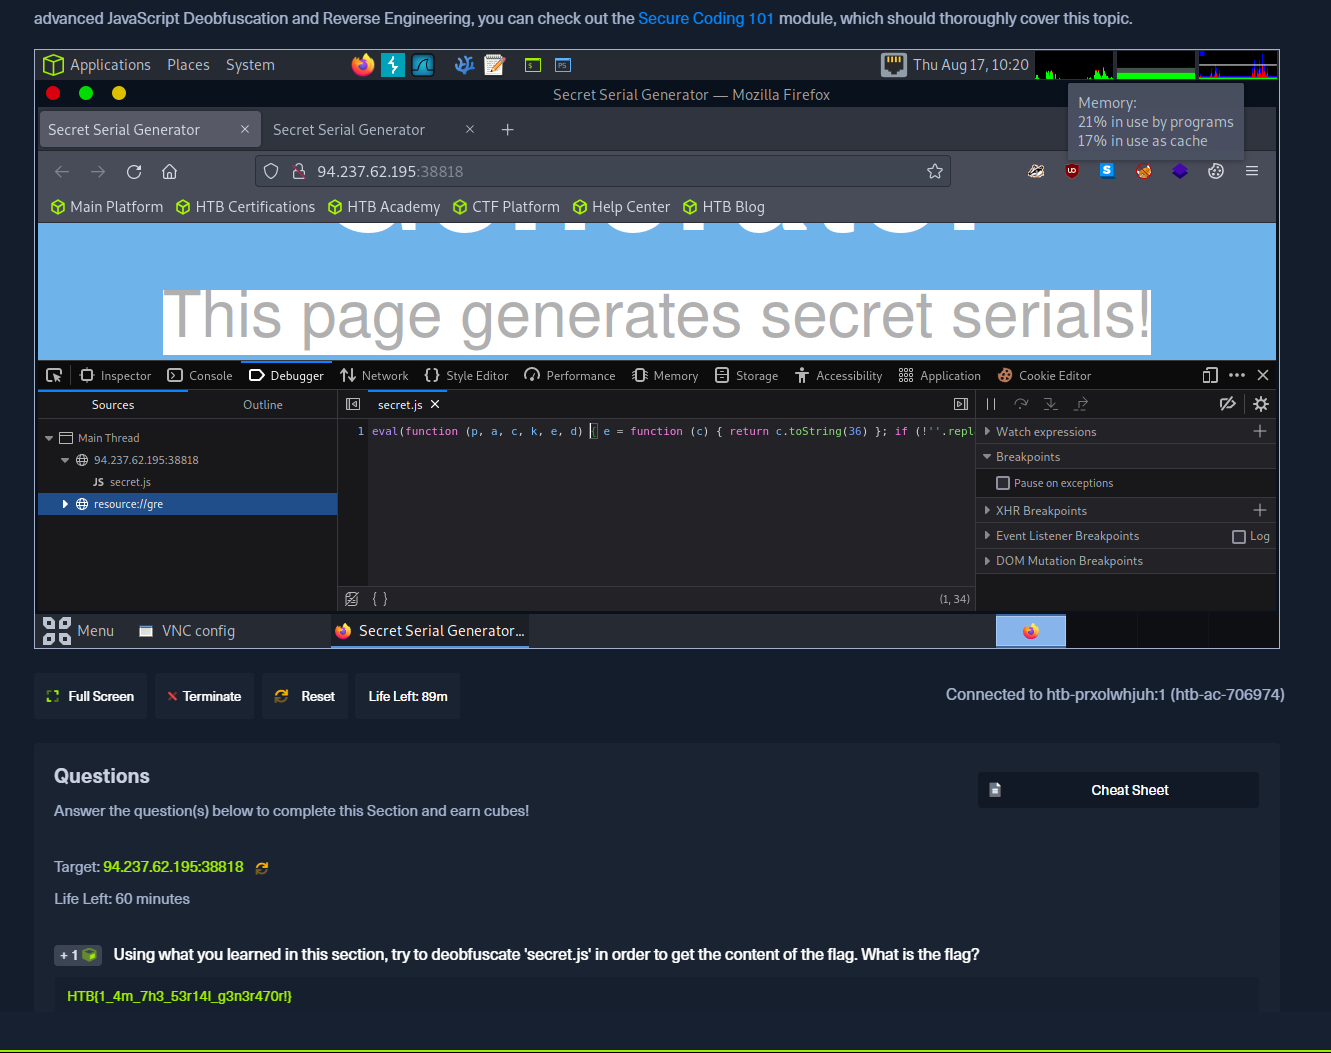 advanced JavaScript Deobfuscation and Reverse Engineering, you can check out the Secure Coding 101 module, which should thoroughly cover this topic.
Applications Places System
Thu Aug 17, 10:20
Secret Serial Generator — Mozilla Firefox
Memory:
21% in use by programs
17% in use as cache
Secret Serial Generator × Secret Serial Generator × +
94.237.62.195:38818
Main Platform HTB Certifications HTB Academy CTF Platform Help Center HTB Blog
This page generates secret serials!
Inspector Console Debugger Network Style Editor Performance Memory Storage Accessibility Application Cookie Editor
Sources Outline secret.js
Main Thread
94.237.62.195:38818
JS secret.js
resource://gre
1 eval(function (p, a, c, k, e, d) { e = function (c) { return c.toString(36) }; if (!''.repl
Watch expressions
Breakpoints
Pause on exceptions
XHR Breakpoints
Event Listener Breakpoints Log
DOM Mutation Breakpoints
{ } (1, 34)
Menu VNC config Secret Serial Generator...
Full Screen Terminate Reset Life Left: 89m
Connected to htb-prxolwhjuh:1 (htb-ac-706974)
Questions
Cheat Sheet
Answer the question(s) below to complete this Section and earn cubes!
Target: 94.237.62.195:38818
Life Left: 60 minutes
+ 1 Using what you learned in this section, try to deobfuscate 'secret.js' in order to get the content of the flag. What is the flag?
HTB{1_4m_7h3_53r14l_g3n3r470r!}